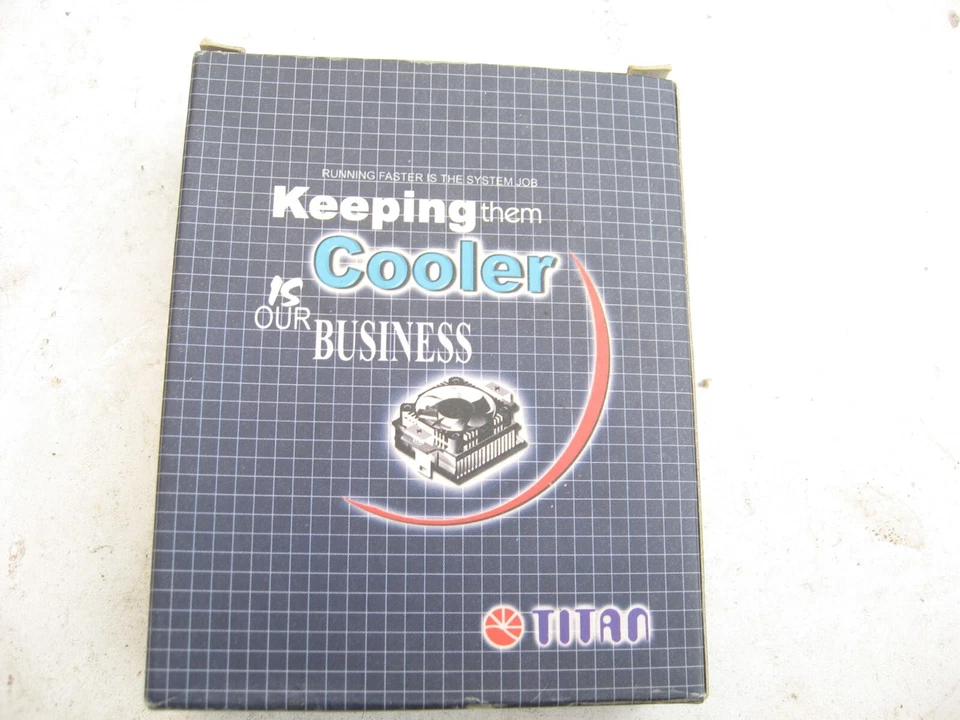 RUNNING FASTER IS THE SYSTEM JOB
Keeping them
Cooler
IS
OUR BUSINESS
TITAN